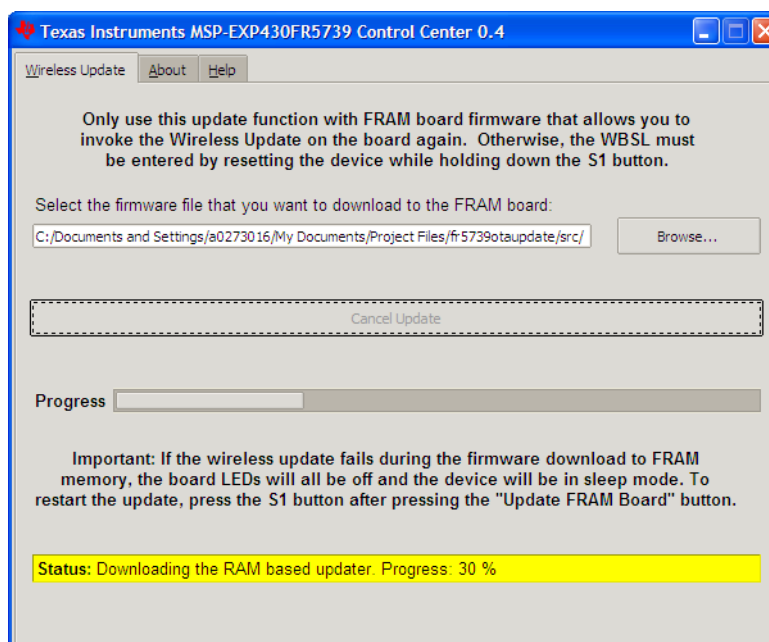 Texas Instruments MSP-EXP430FR5739 Control Center 0.4
Wireless Update About Help
Only use this update function with FRAM board firmware that allows you to
invoke the Wireless Update on the board again. Otherwise, the WBSL must
be entered by resetting the device while holding down the S1 button.
Select the firmware file that you want to download to the FRAM board:
C:/Documents and Settings/a0273016/My Documents/Project Files/fr5739otaupdate/src/ Browse...
Cancel Update
Progress
Important: If the wireless update fails during the firmware download to FRAM
memory, the board LEDs will all be off and the device will be in sleep mode. To
restart the update, press the S1 button after pressing the "Update FRAM Board" button.
Status: Downloading the RAM based updater. Progress: 30 %